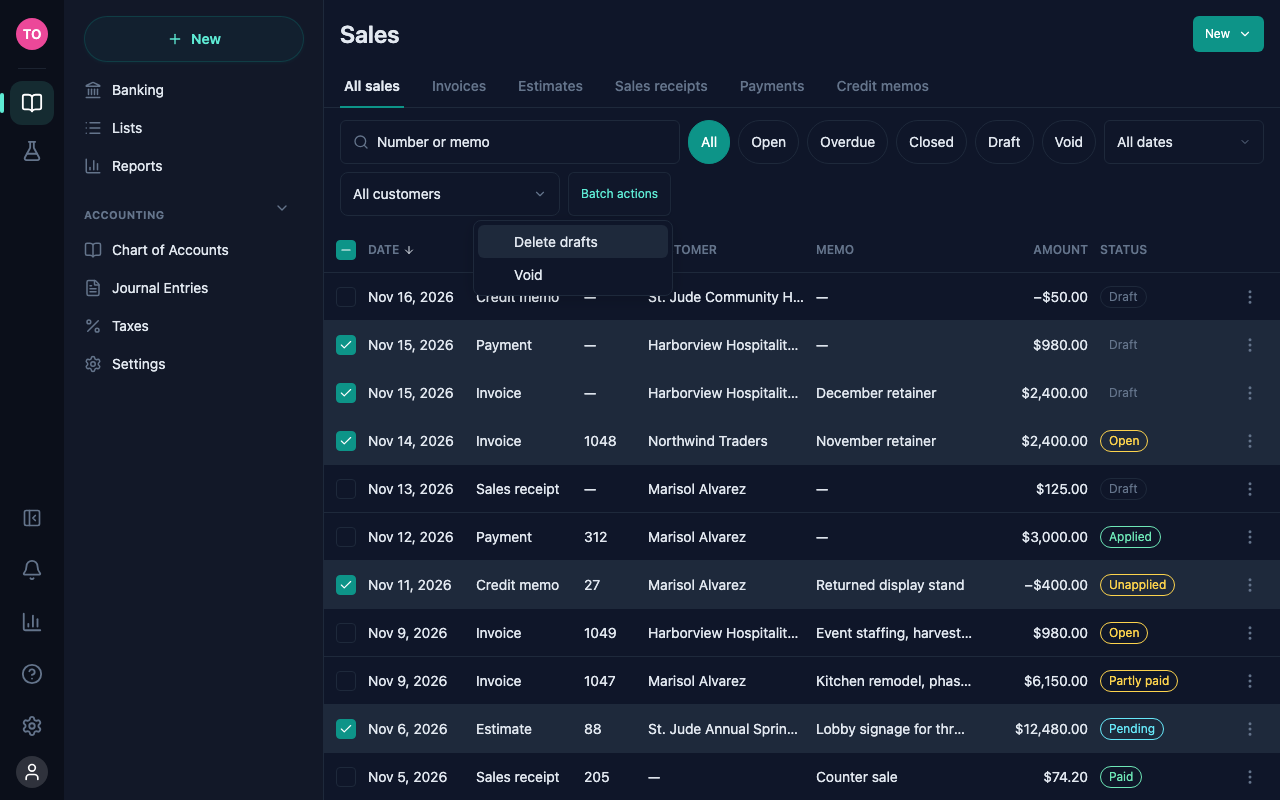 TO
New
Banking
Lists
Reports
ACCOUNTING
Chart of Accounts
Journal Entries
Taxes
Settings
Sales
New
All sales Invoices Estimates Sales receipts Payments Credit memos
Number or memo All Open Overdue Closed Draft Void All dates
All customers Batch actions
Delete drafts
Void
DATE MEMO AMOUNT STATUS
Nov 16, 2026 Credit memo — St. Jude Community H... — −$50.00 Draft
Nov 15, 2026 Payment — Harborview Hospitalit... — $980.00 Draft
Nov 15, 2026 Invoice — Harborview Hospitalit... December retainer $2,400.00 Draft
Nov 14, 2026 Invoice 1048 Northwind Traders November retainer $2,400.00 Open
Nov 13, 2026 Sales receipt — Marisol Alvarez — $125.00 Draft
Nov 12, 2026 Payment 312 Marisol Alvarez — $3,000.00 Applied
Nov 11, 2026 Credit memo 27 Marisol Alvarez Returned display stand −$400.00 Unapplied
Nov 9, 2026 Invoice 1049 Harborview Hospitalit... Event staffing, harvest... $980.00 Open
Nov 9, 2026 Invoice 1047 Marisol Alvarez Kitchen remodel, phas... $6,150.00 Partly paid
Nov 6, 2026 Estimate 88 St. Jude Annual Sprin... Lobby signage for thr... $12,480.00 Pending
Nov 5, 2026 Sales receipt 205 — Counter sale $74.20 Paid